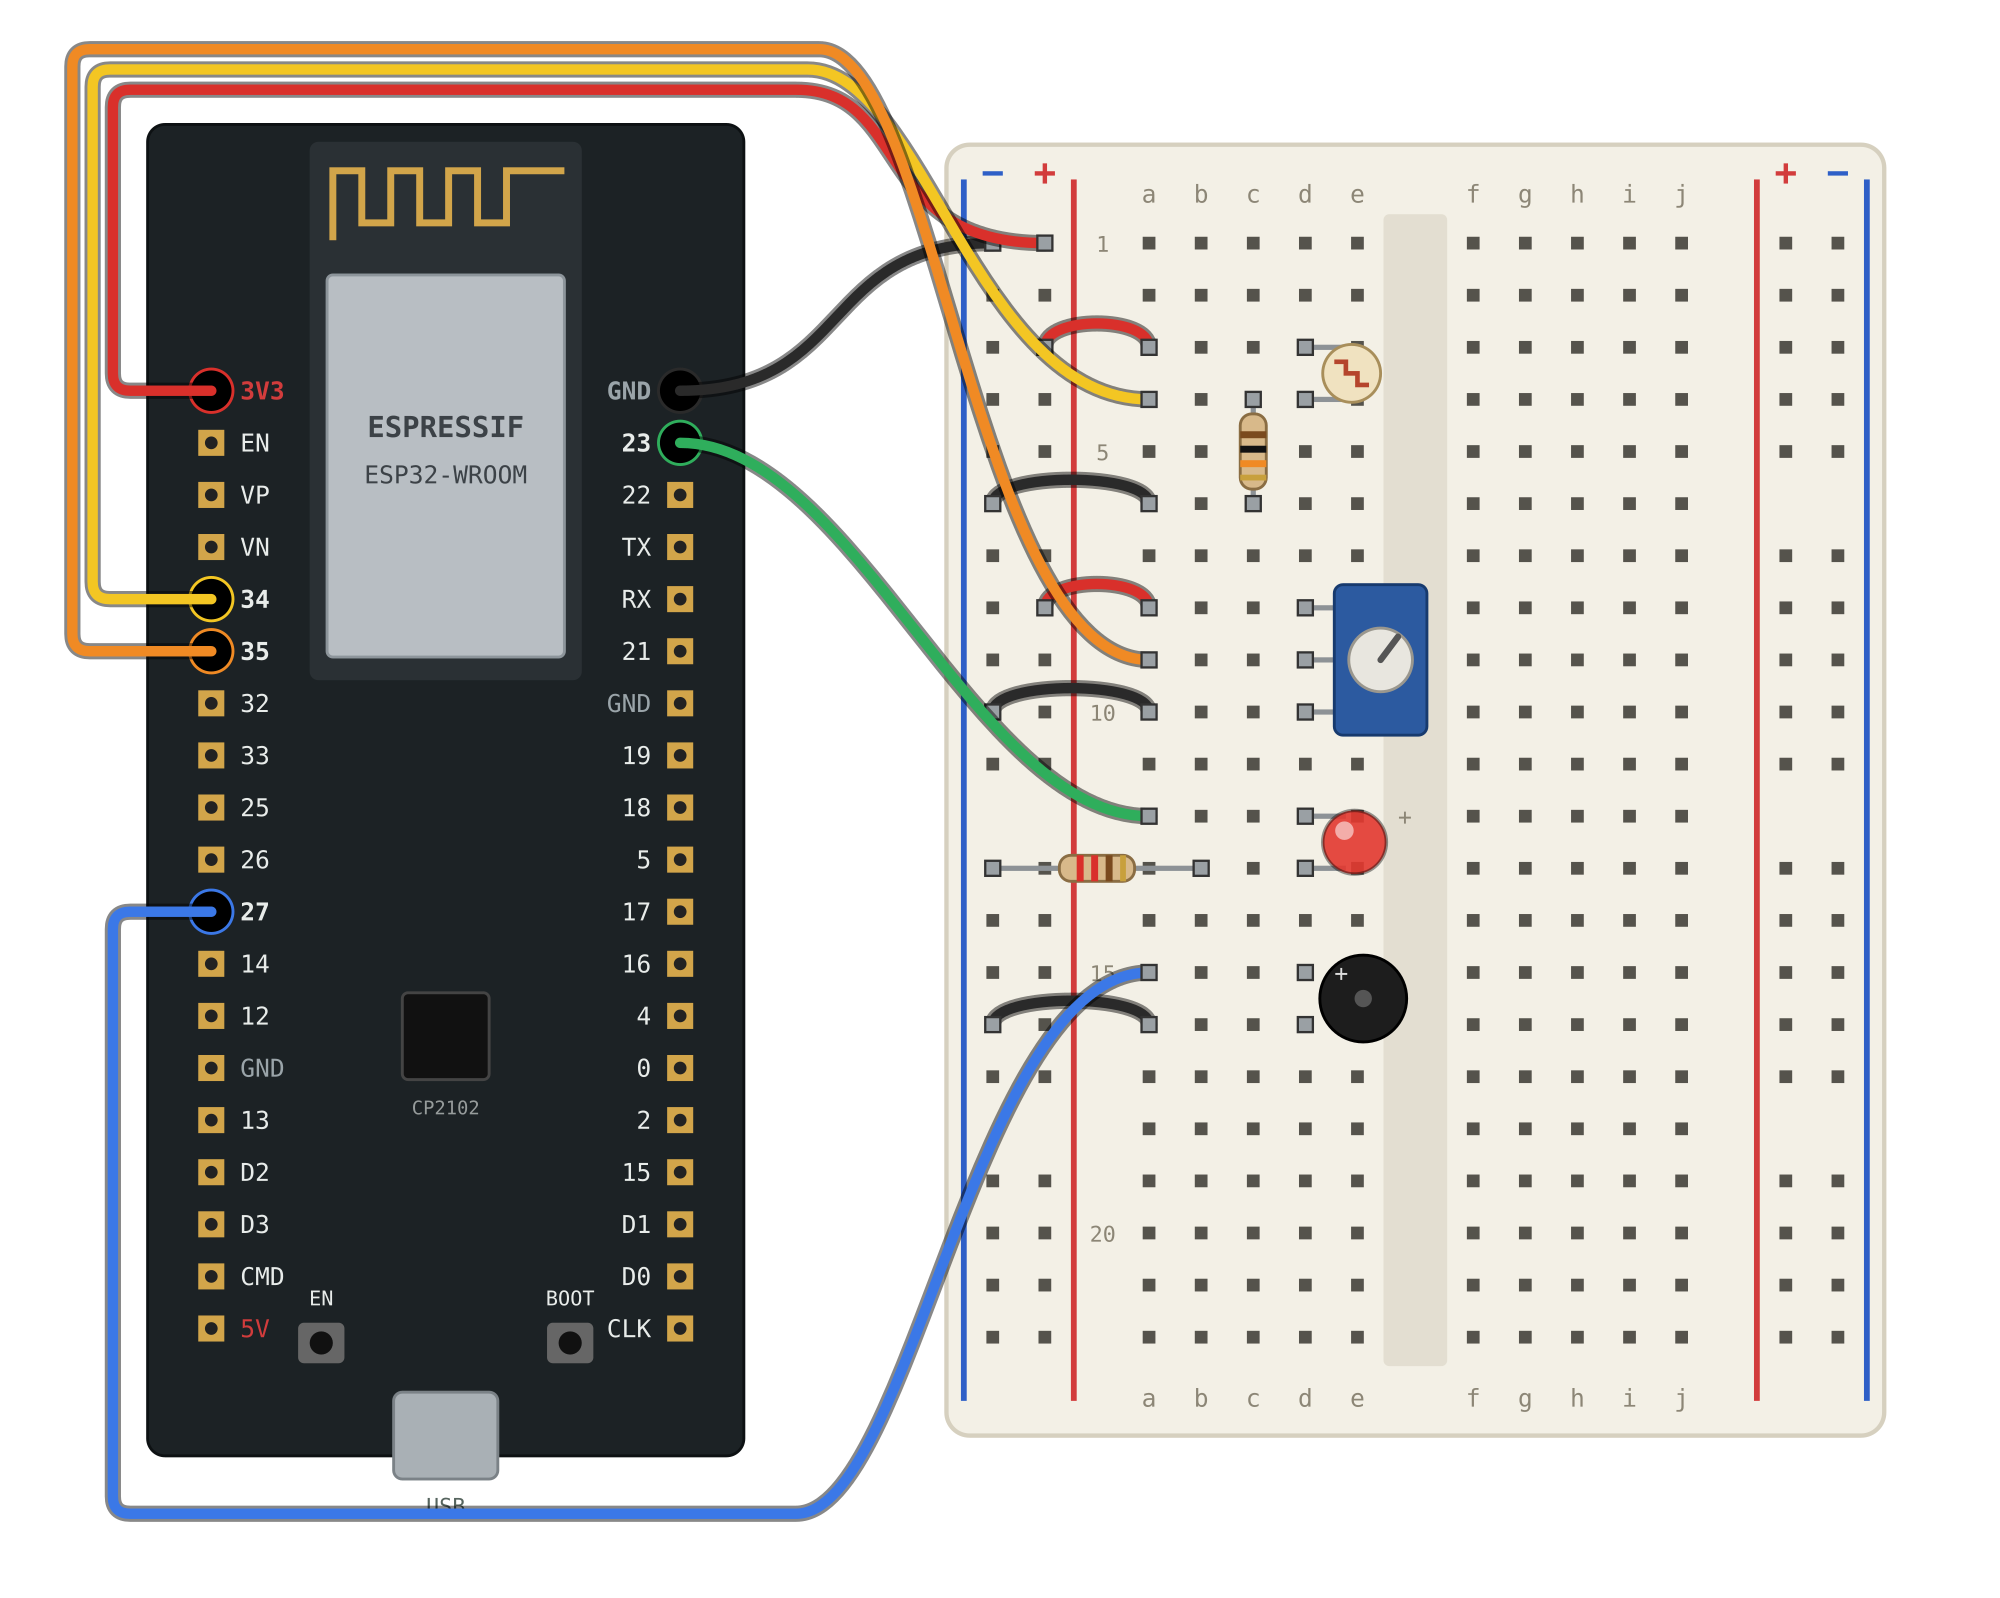 ESPRESSIF
ESP32-WROOM
3V3
EN
VP
VN
34
35
32
33
25
26
27
14
12
GND
13
D2
D3
CMD
5V
GND
23
22
TX
RX
21
GND
19
18
5
17
16
4
0
2
15
D1
D0
CLK
CP2102
EN
BOOT
USB
− + + −
a b c d e f g h i j
1
5
10
+
15
+
20
a b c d e f g h i j